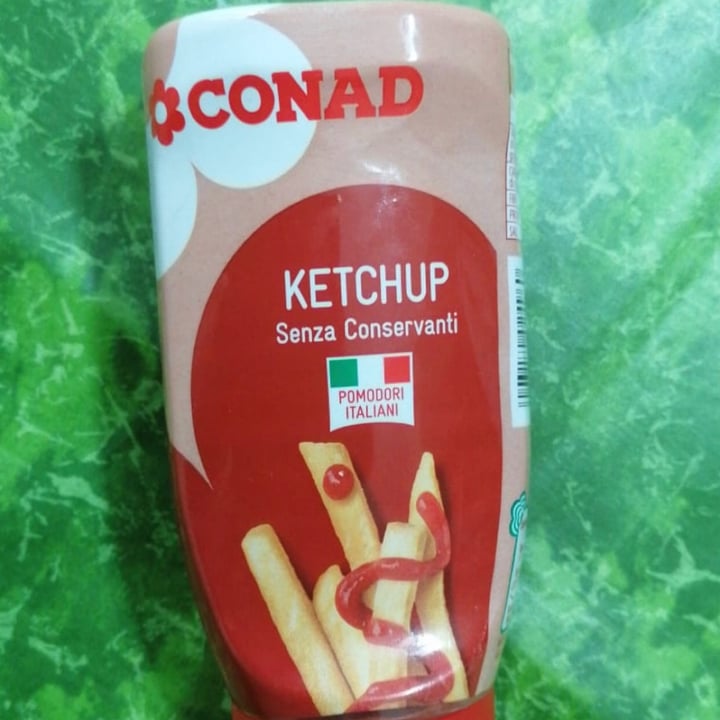 CONAD
KETCHUP
Senza Conservanti
POMODORI
ITALIANI